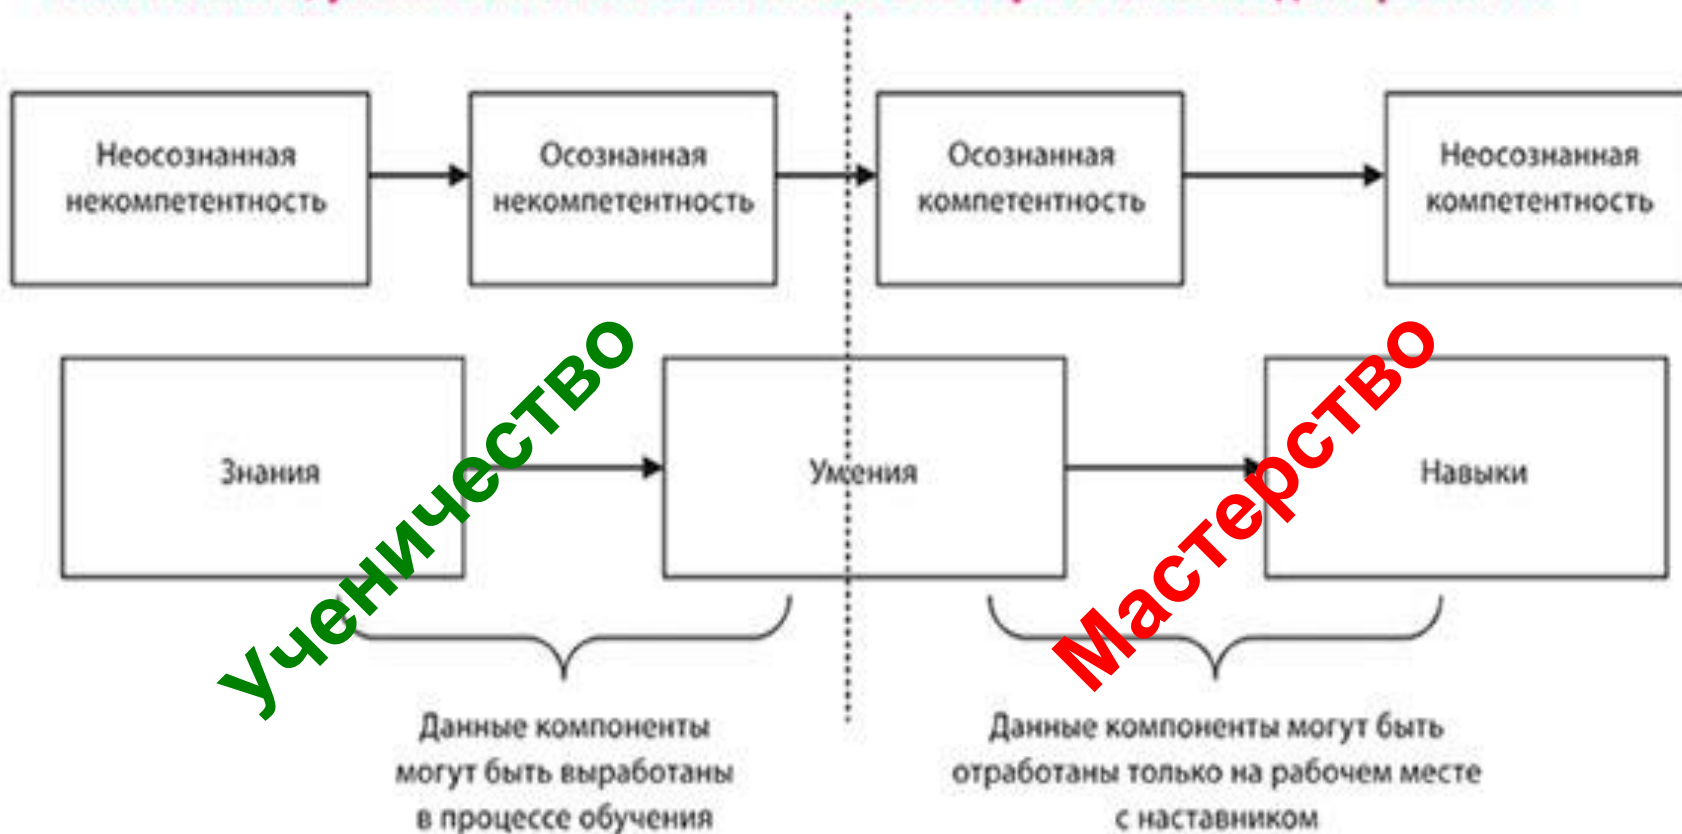 Неосознанная
некомпетентность
Осознанная
некомпетентность
Осознанная
компетентность
Неосознанная
компетентность
Знания
Умения
Навыки
Ученичество
Мастерство
Данные компоненты
могут быть выработаны
в процессе обучения
Данные компоненты могут быть
отработаны только на рабочем месте
с наставником